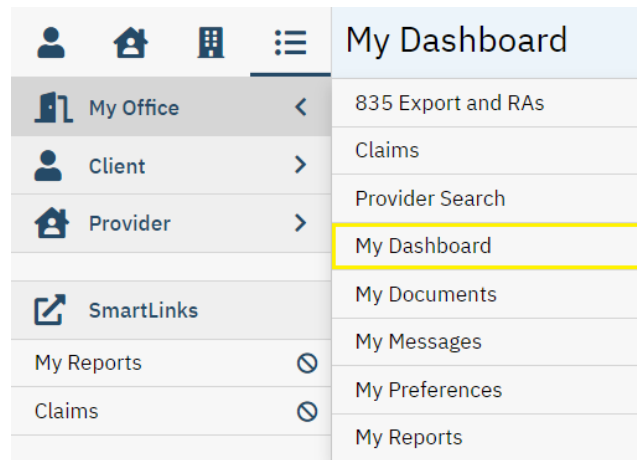 My Office
Client
Provider
SmartLinks
My Reports
Claims
My Dashboard
835 Export and RAs
Claims
Provider Search
My Dashboard
My Documents
My Messages
My Preferences
My Reports